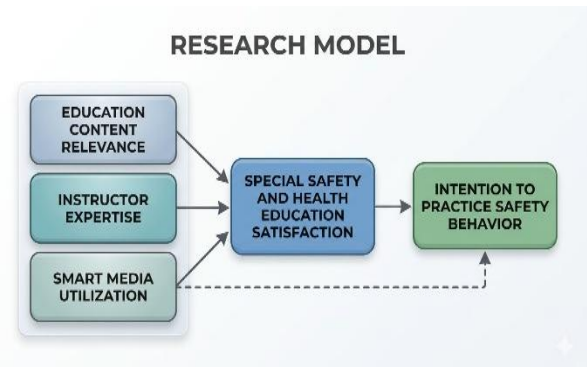 RESEARCH MODEL
EDUCATION
CONTENT
RELEVANCE
INSTRUCTOR
EXPERTISE
SMART MEDIA
UTILIZATION
SPECIAL SAFETY
AND HEALTH
EDUCATION
SATISFACTION
INTENTION TO
PRACTICE SAFETY
BEHAVIOR